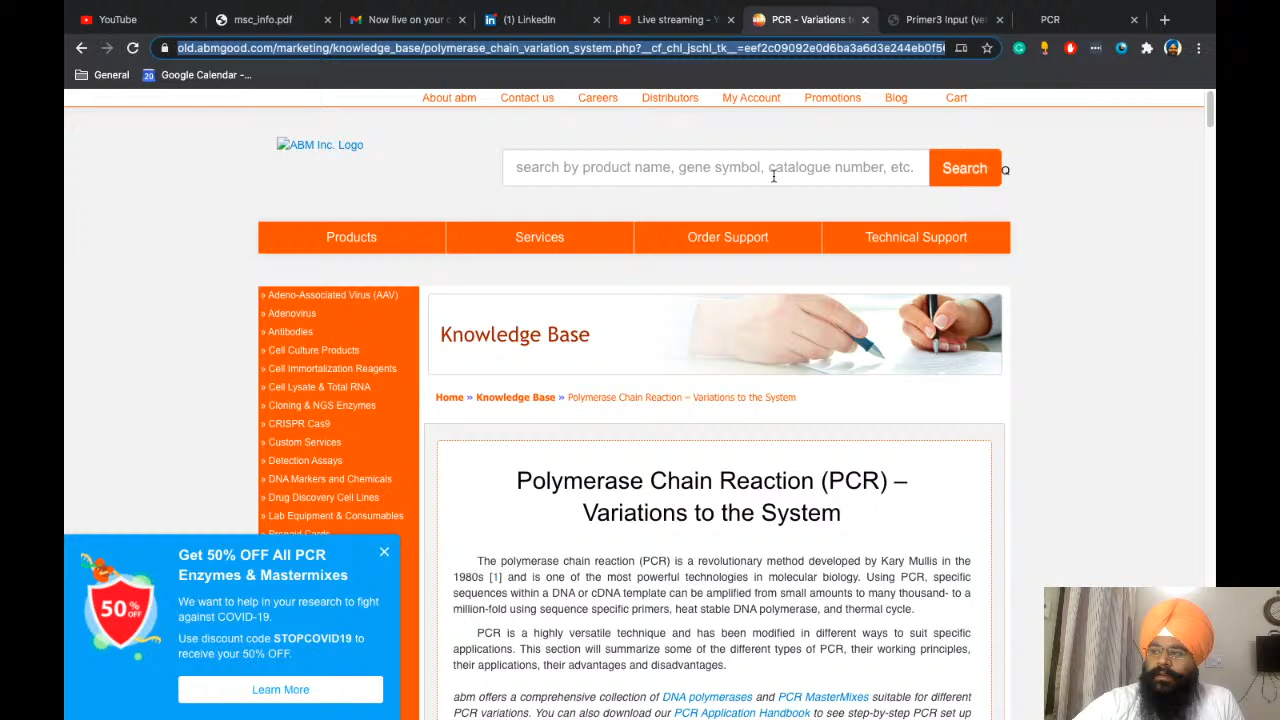 YouTube
msc_info.pdf
Now live on your c
(1) LinkedIn
Live streaming - Y
PCR - Variations to
Primer3 Input (ver
PCR
old.abmgood.com/marketing/knowledge_base/polymerase_chain_variation_system.php?__cf_chl_jschl_tk__=eef2c09092e0d6ba3a6d3e244eb0f50
General
Google Calendar -...
About abm
Contact us
Careers
Distributors
My Account
Promotions
Blog
Cart
ABM Inc. Logo
search by product name, gene symbol, catalogue number, etc.
Search
Products
Services
Order Support
Technical Support
» Adeno-Associated Virus (AAV)
» Adenovirus
» Antibodies
» Cell Culture Products
» Cell Immortalization Reagents
» Cell Lysate & Total RNA
» Cloning & NGS Enzymes
» CRISPR Cas9
» Custom Services
» Detection Assays
» DNA Markers and Chemicals
» Drug Discovery Cell Lines
» Lab Equipment & Consumables
» Prepaid Cards
Knowledge Base
Home » Knowledge Base » Polymerase Chain Reaction – Variations to the System
Polymerase Chain Reaction (PCR) –
Variations to the System
The polymerase chain reaction (PCR) is a revolutionary method developed by Kary Mullis in the
1980s [1] and is one of the most powerful technologies in molecular biology. Using PCR, specific
sequences within a DNA or cDNA template can be amplified from small amounts to many thousand- to a
million-fold using sequence specific primers, heat stable DNA polymerase, and thermal cycle.
PCR is a highly versatile technique and has been modified in different ways to suit specific
applications. This section will summarize some of the different types of PCR, their working principles,
their applications, their advantages and disadvantages.
abm offers a comprehensive collection of DNA polymerases and PCR MasterMixes suitable for different
PCR variations. You can also download our PCR Application Handbook to see step-by-step PCR set up
Get 50% OFF All PCR
Enzymes & Mastermixes
We want to help in your research to fight
against COVID-19.
Use discount code STOPCOVID19 to
receive your 50% OFF.
50%
OFF
Learn More